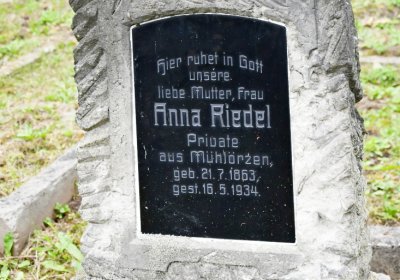 Hier ruhet in Gott
unsere
liebe Mutter, Frau
Anna Riedel
Private
aus Mühlörzen,
geb. 21.7.1863,
gest. 16.5.1934.